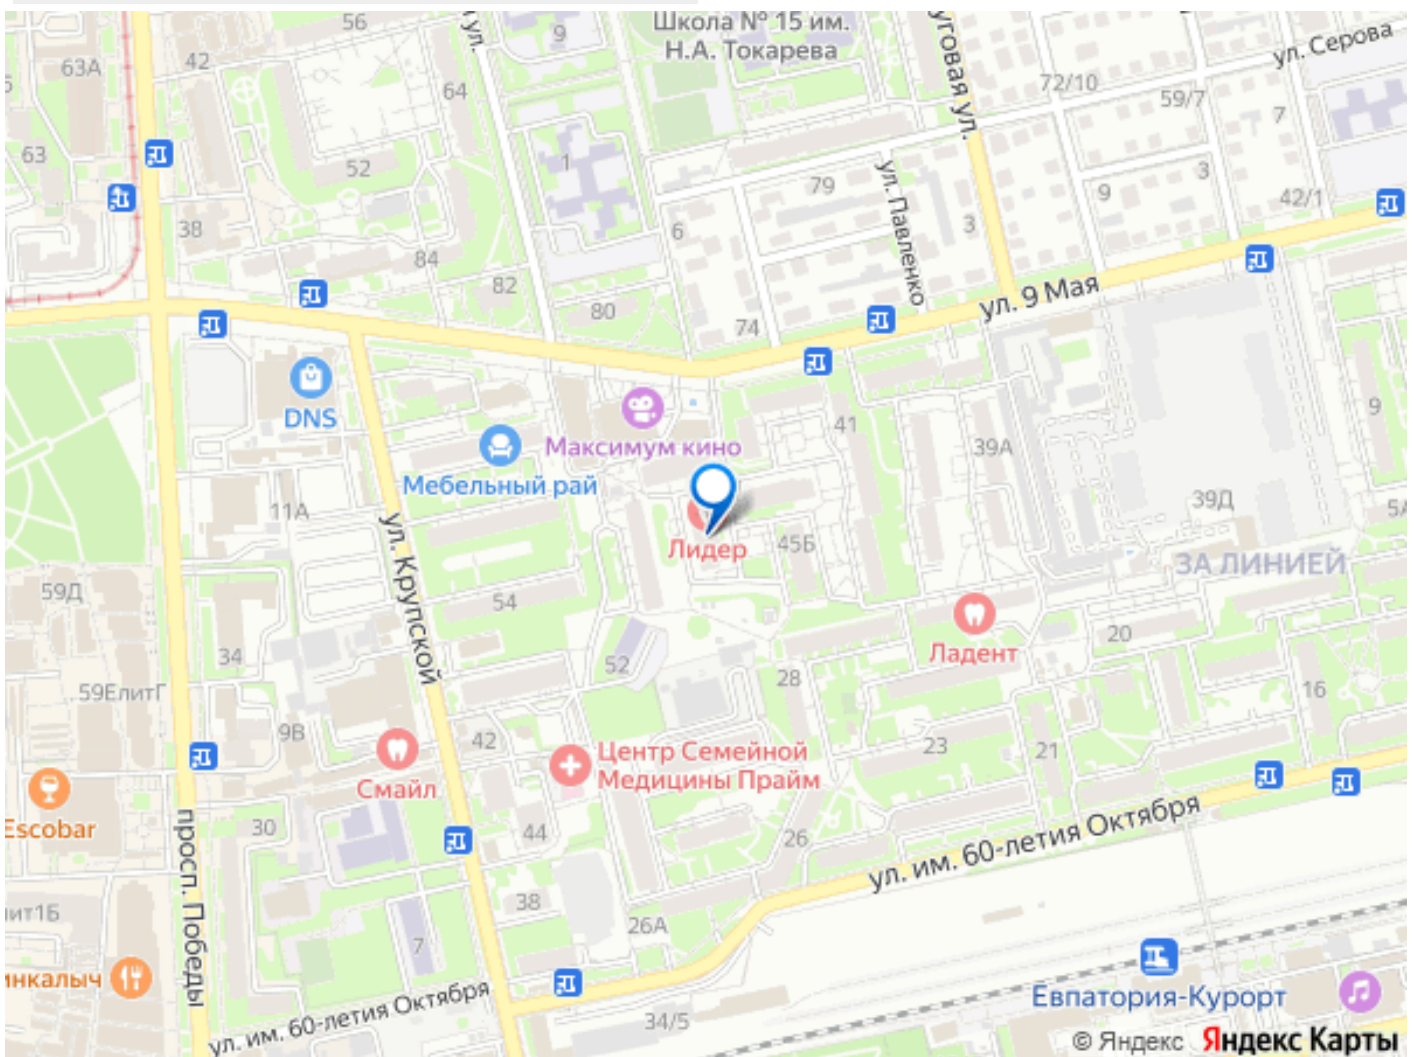 56
9
Школа № 15 им.
Н.А. Токарева
ул. Серова
ул.
уговая ул.
63А
42
64
72/10
59/7
7
63
52
1
79
ул. Павленко
9
3
42/1
38
6
3
84
82
80
74
ул. 9 Мая
DNS
Максимум кино
41
9
Мебельный рай
39А
11А
39Д
5А
ул. Крупской
Лидер
45Б
ЗА ЛИНИЕЙ
59Д
54
Ладент
20
34
52
28
16
59ЕлитГ
9В
42
Центр Семейной
Медицины Прайм
23
21
Смайл
Escobar
30
44
26
ул. им. 60-летия Октября
просп. Победы
лит1Б
38
26А
7
инкалыч
Евпатория-Курорт
ул. им. 60-летия Октября
34/5
© Яндекс Яндекс Карты